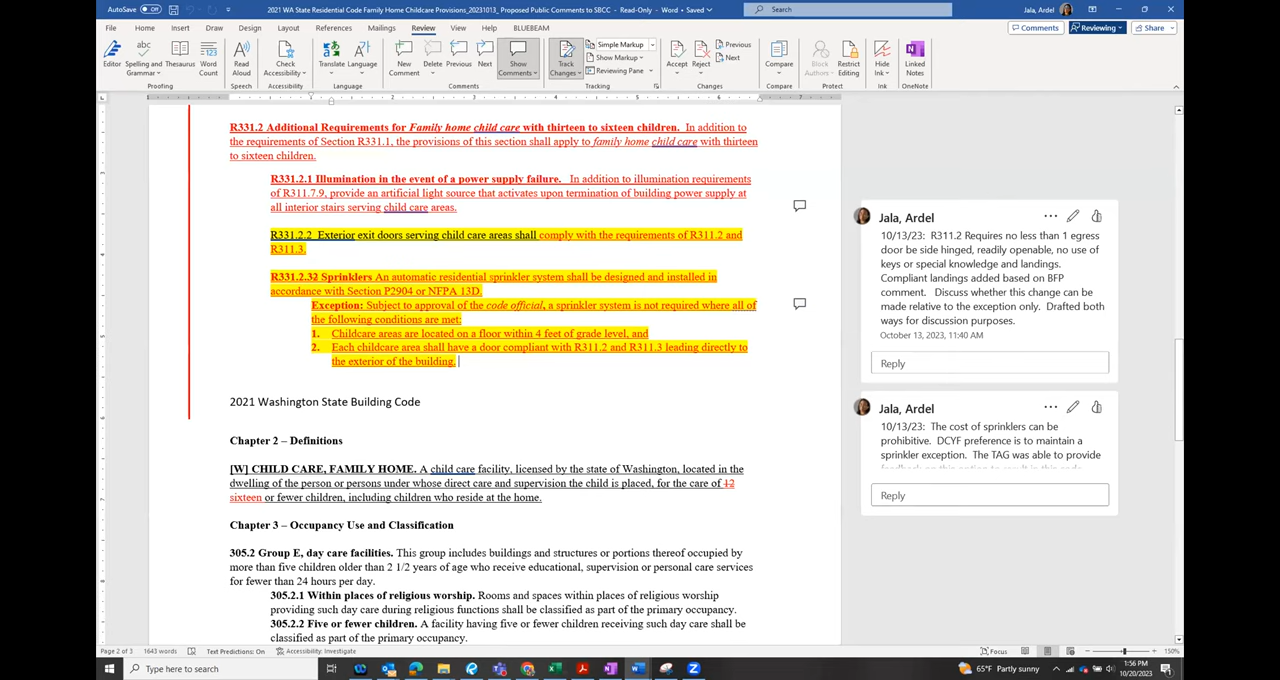 AutoSave Off
2021 WA State Residential Code Family Home Childcare Provisions_20231013_ Proposed Public Comments to SBCC - Read-Only - Word • Saved
Search
Jala, Ardel
File Home Insert Draw Design Layout References Mailings Review View Help BLUEBEAM
Comments Reviewing Share
Editor
Spelling and Grammar
Thesaurus
Word Count
Read Aloud
Check Accessibility
Translate
Language
New Comment
Delete
Previous
Next
Show Comments
Track Changes
Simple Markup
Show Markup
Reviewing Pane
Accept
Reject
Previous
Next
Compare
Block Authors
Restrict Editing
Hide Ink
Linked Notes
Proofing Speech Accessibility Language Comments Tracking Changes Compare Protect Ink OneNote
R331.2 Additional Requirements for Family home child care with thirteen to sixteen children. In addition to
the requirements of Section R331.1, the provisions of this section shall apply to family home child care with thirteen
to sixteen children.
R331.2.1 Illumination in the event of a power supply failure. In addition to illumination requirements
of R311.7.9, provide an artificial light source that activates upon termination of building power supply at
all interior stairs serving child care areas.
R331.2.2 Exterior exit doors serving child care areas shall comply with the requirements of R311.2 and
R311.3.
R331.2.32 Sprinklers An automatic residential sprinkler system shall be designed and installed in
accordance with Section P2904 or NFPA 13D.
Exception: Subject to approval of the code official, a sprinkler system is not required where all of
the following conditions are met:
1. Childcare areas are located on a floor within 4 feet of grade level, and
2. Each childcare area shall have a door compliant with R311.2 and R311.3 leading directly to
the exterior of the building.
2021 Washington State Building Code
Chapter 2 – Definitions
[W] CHILD CARE, FAMILY HOME. A child care facility, licensed by the state of Washington, located in the
dwelling of the person or persons under whose direct care and supervision the child is placed, for the care of 12
sixteen or fewer children, including children who reside at the home.
Chapter 3 – Occupancy Use and Classification
305.2 Group E, day care facilities. This group includes buildings and structures or portions thereof occupied by
more than five children older than 2 1/2 years of age who receive educational, supervision or personal care services
for fewer than 24 hours per day.
305.2.1 Within places of religious worship. Rooms and spaces within places of religious worship
providing such day care during religious functions shall be classified as part of the primary occupancy.
305.2.2 Five or fewer children. A facility having five or fewer children receiving such day care shall be
classified as part of the primary occupancy.
Jala, Ardel
10/13/23: R311.2 Requires no less than 1 egress
door be side hinged, readily openable, no use of
keys or special knowledge and landings.
Compliant landings added based on BFP
comment. Discuss whether this change can be
made relative to the exception only. Drafted both
ways for discussion purposes.
October 13, 2023, 11:40 AM
Reply
Jala, Ardel
10/13/23: The cost of sprinklers can be
prohibitive. DCYF preference is to maintain a
sprinkler exception. The TAG was able to provide
Reply
Page 2 of 3 1643 words Text Predictions: On Accessibility: Investigate
Focus 150%
Type here to search
65°F Partly sunny
1:56 PM
10/20/2023